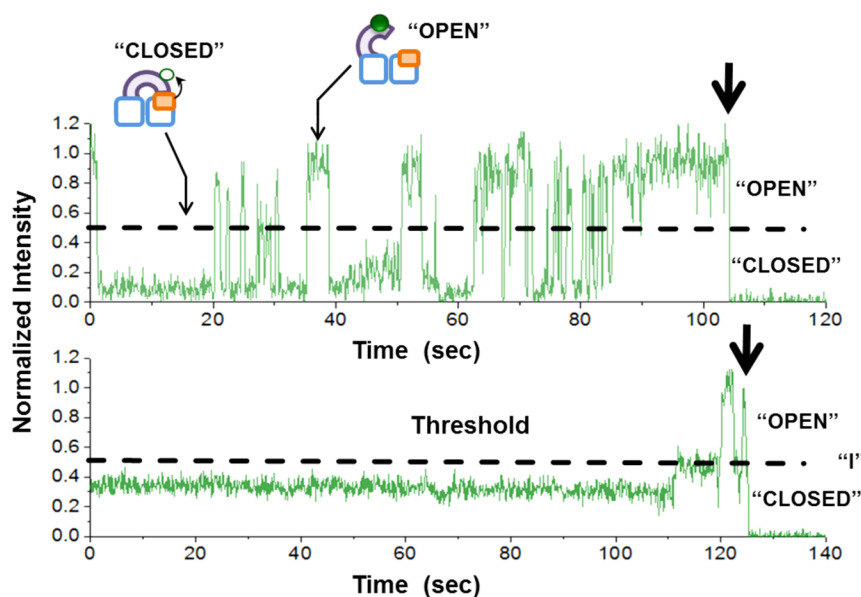 “CLOSED”
“OPEN”
Normalized Intensity
1.2
1.0
0.8
0.6
0.4
0.2
0.0
“OPEN”
“CLOSED”
0 20 40 60 80 100 120
Time (sec)
1.2
1.0
0.8
0.6
0.4
0.2
0.0
Threshold
“OPEN”
“I’
“CLOSED”
0 20 40 60 80 100 120 140
Time (sec)